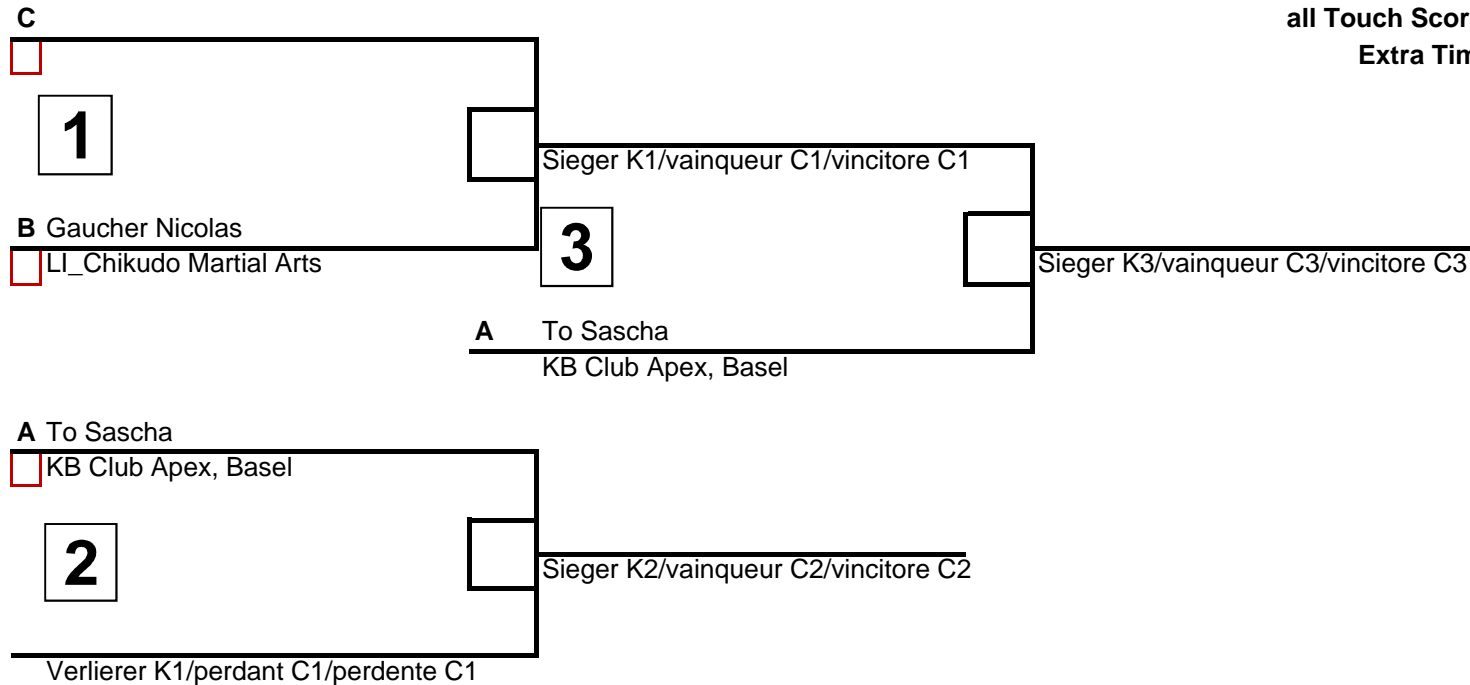 C
all Touch Scor
Extra Tim
1
Sieger K1/vainqueur C1/vincitore C1
B Gaucher Nicolas
LI_Chikudo Martial Arts
3
Sieger K3/vainqueur C3/vincitore C3
A To Sascha
KB Club Apex, Basel
A To Sascha
KB Club Apex, Basel
2
Sieger K2/vainqueur C2/vincitore C2
Verlierer K1/perdant C1/perdente C1